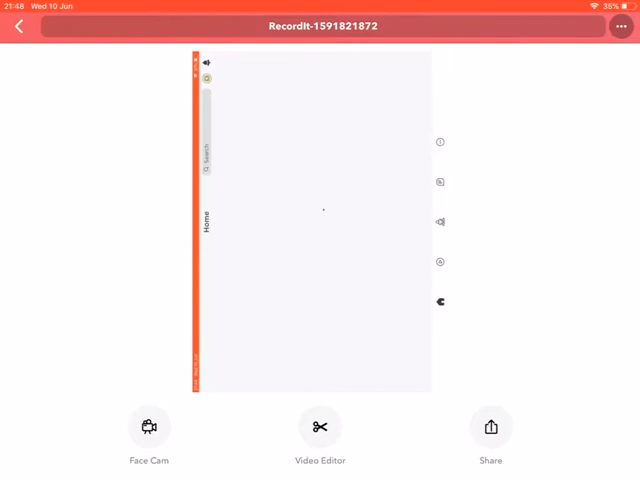 21:48 Wed 10 Jun 35%
RecordIt-1591821872
Search
Home
Face Cam Video Editor Share